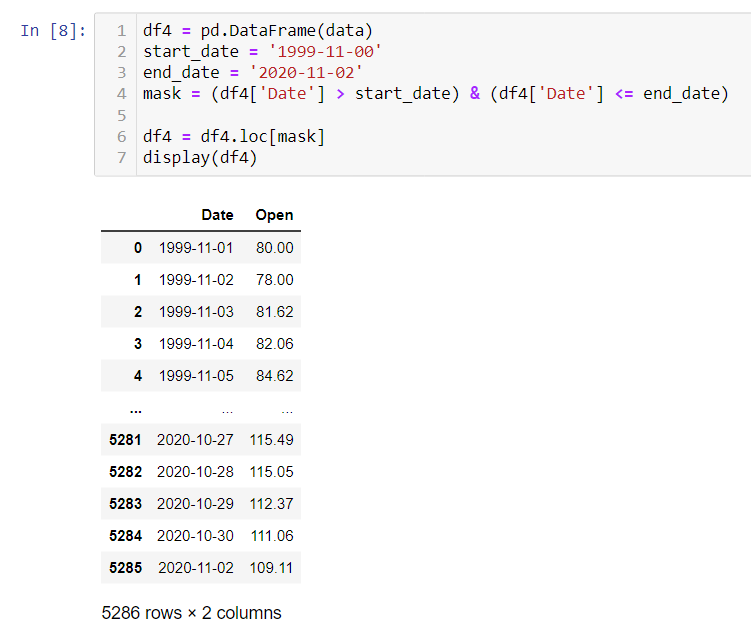 In [8]:
1 df4 = pd.DataFrame(data)
2 start_date = '1999-11-00'
3 end_date = '2020-11-02'
4 mask = (df4['Date'] > start_date) & (df4['Date'] <= end_date)
5
6 df4 = df4.loc[mask]
7 display(df4)
Date Open
0 1999-11-01 80.00
1 1999-11-02 78.00
2 1999-11-03 81.62
3 1999-11-04 82.06
4 1999-11-05 84.62
... ... ...
5281 2020-10-27 115.49
5282 2020-10-28 115.05
5283 2020-10-29 112.37
5284 2020-10-30 111.06
5285 2020-11-02 109.11
5286 rows × 2 columns